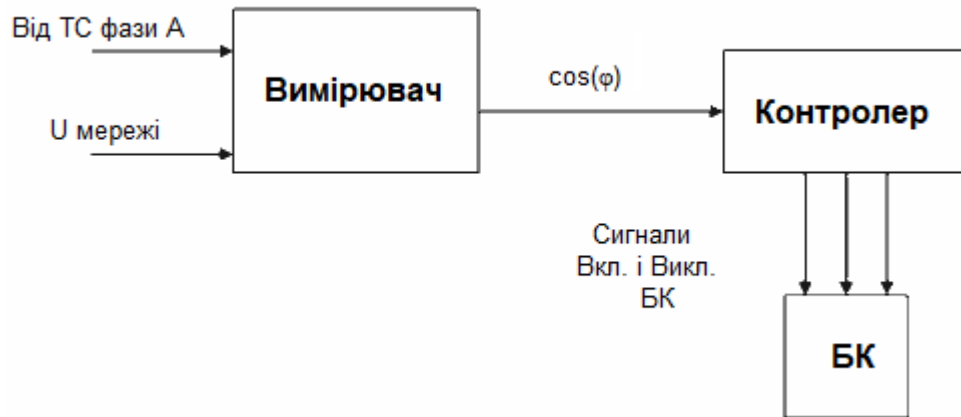 Від ТС фази А
Вимірювач
U мережі
cos(φ)
Контролер
Сигнали
Вкл. і Викл.
БК
БК